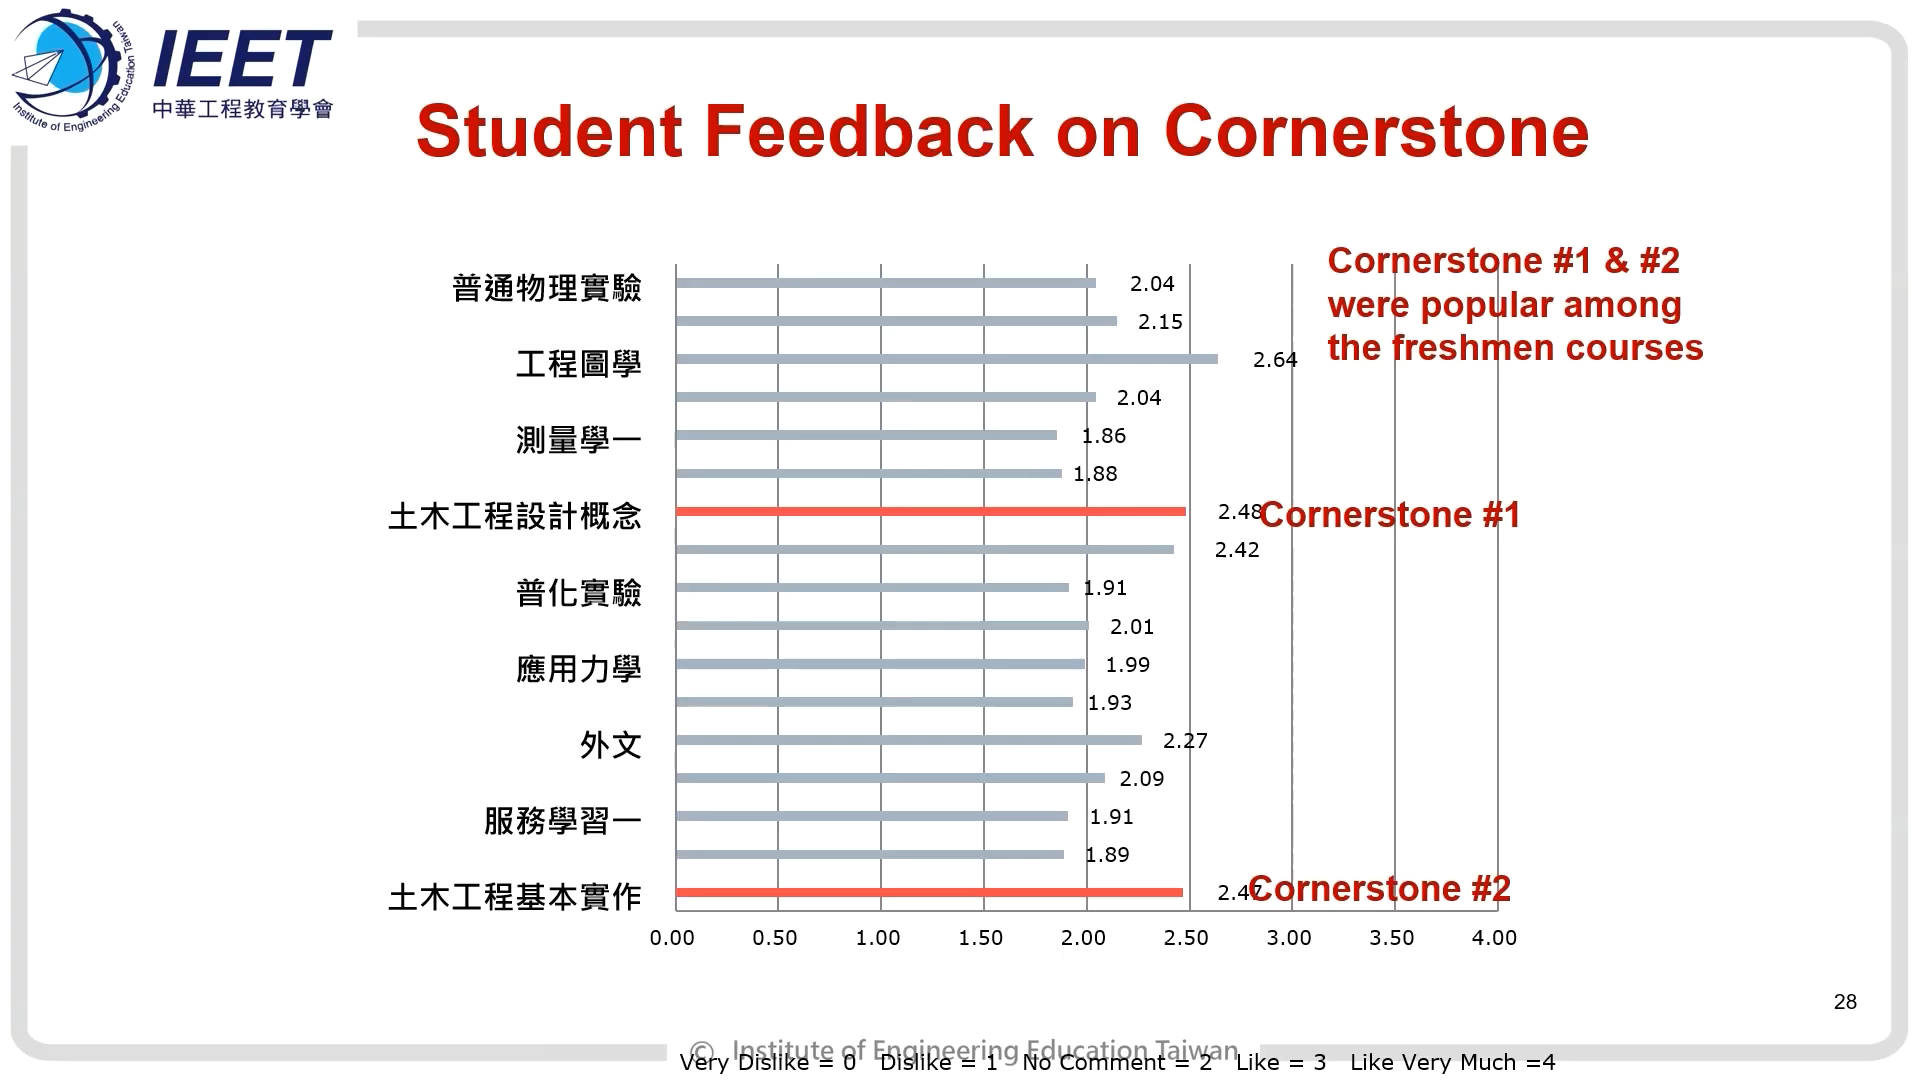 Institute of Engineering Education Taiwan
IEET
中華工程教育學會
Student Feedback on Cornerstone
Cornerstone #1 & #2
were popular among
the freshmen courses
普通物理實驗 2.04
2.15
工程圖學 2.64
2.04
測量學一 1.86
1.88
土木工程設計概念 2.48 Cornerstone #1
2.42
普化實驗 1.91
2.01
應用力學 1.99
1.93
外文 2.27
2.09
服務學習一 1.91
1.89
土木工程基本實作 2.47 Cornerstone #2
0.00 0.50 1.00 1.50 2.00 2.50 3.00 3.50 4.00
28
© Institute of Engineering Education Taiwan
Very Dislike = 0 Dislike = 1 No Comment = 2 Like = 3 Like Very Much =4